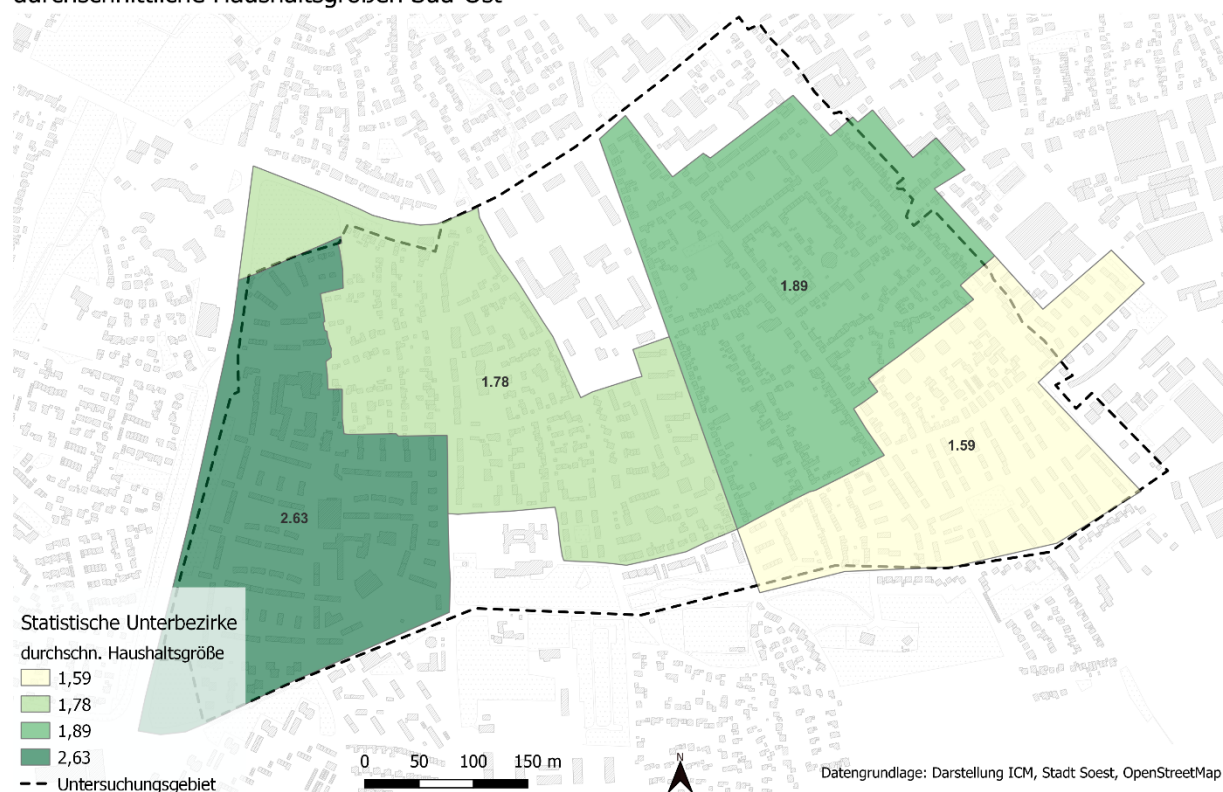 durchschnittliche Haushaltsgrößen Süd-Ost
1.89
1.78
1.59
2.63
Statistische Unterbezirke
durchschn. Haushaltsgröße
1,59
1,78
1,89
2,63
Untersuchungsgebiet
0 50 100 150 m
N
Datengrundlage: Darstellung ICM, Stadt Soest, OpenStreetMap